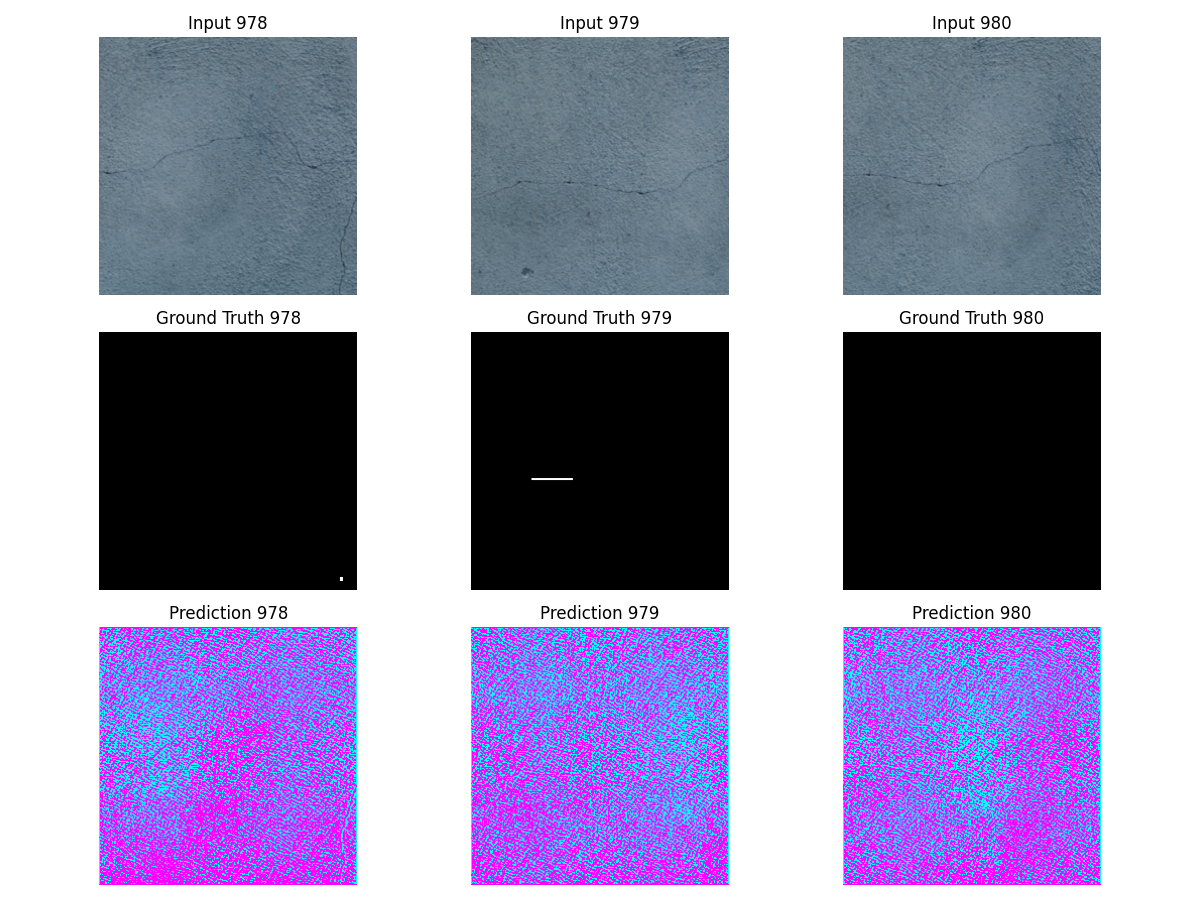 Input 978
Input 979
Input 980
Ground Truth 978
Ground Truth 979
Ground Truth 980
Prediction 978
Prediction 979
Prediction 980